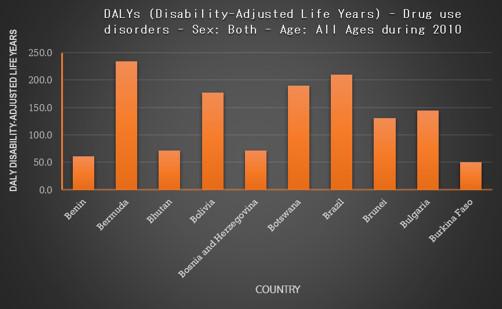 DALYs (Disability-Adjusted Life Years) - Drug use
disorders - Sex: Both - Age: All Ages during 2010
DALY DISABILITY-ADJUSTED LIFE YEARS
250.0
200.0
150.0
100.0
50.0
0.0
Benin
Bermuda
Bhutan
Bolivia
Bosnia and Herzegovina
Botswana
Brazil
Brunei
Bulgaria
Burkina Faso
COUNTRY